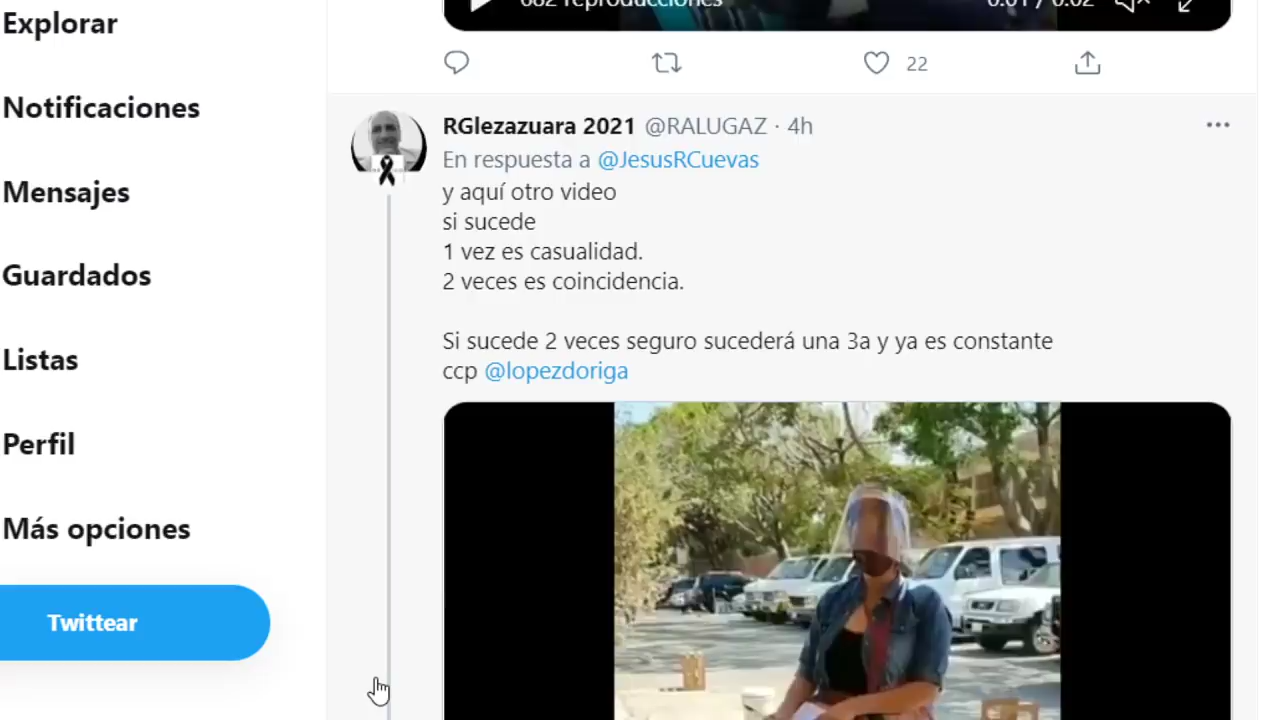 Explorar
Notificaciones
Mensajes
Guardados
Listas
Perfil
Más opciones
Twittear
682 reproducciones
0:01 / 0:02
22
RGlezazuara 2021 @RALUGAZ · 4h
En respuesta a @JesusRCuevas
y aquí otro video
si sucede
1 vez es casualidad.
2 veces es coincidencia.
Si sucede 2 veces seguro sucederá una 3a y ya es constante
ccp @lopezdoriga